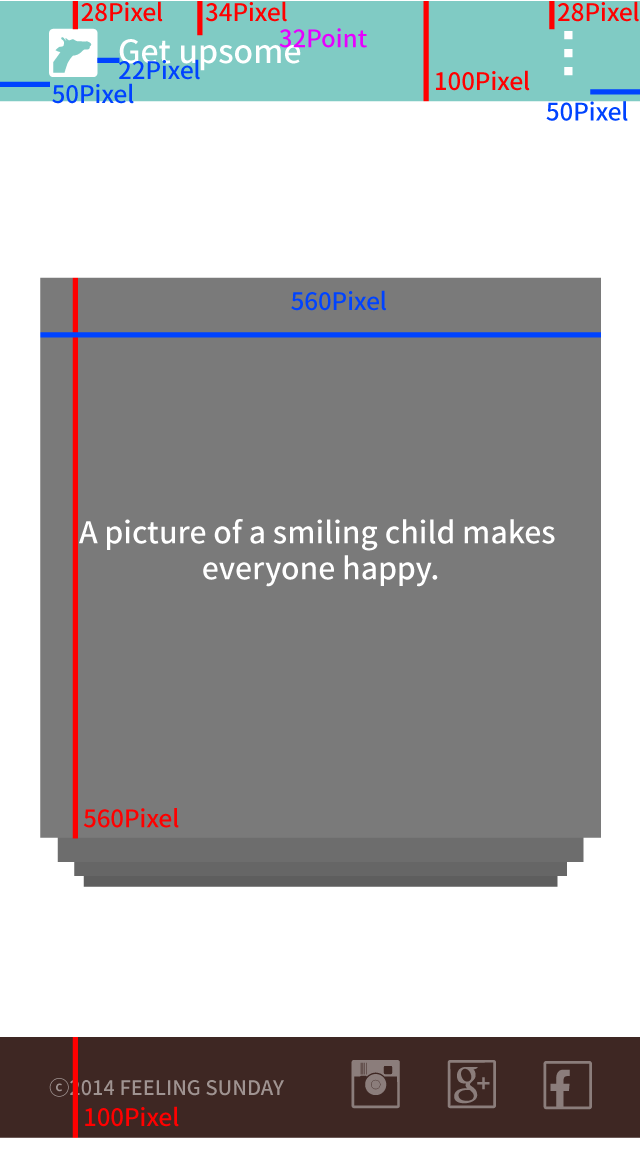 28Pixel
34Pixel
28Pixel
32Point
Get upsome
22Pixel
100Pixel
50Pixel
50Pixel
560Pixel
A picture of a smiling child makes
everyone happy.
560Pixel
ⓒ2014 FEELING SUNDAY
g+
f
100Pixel